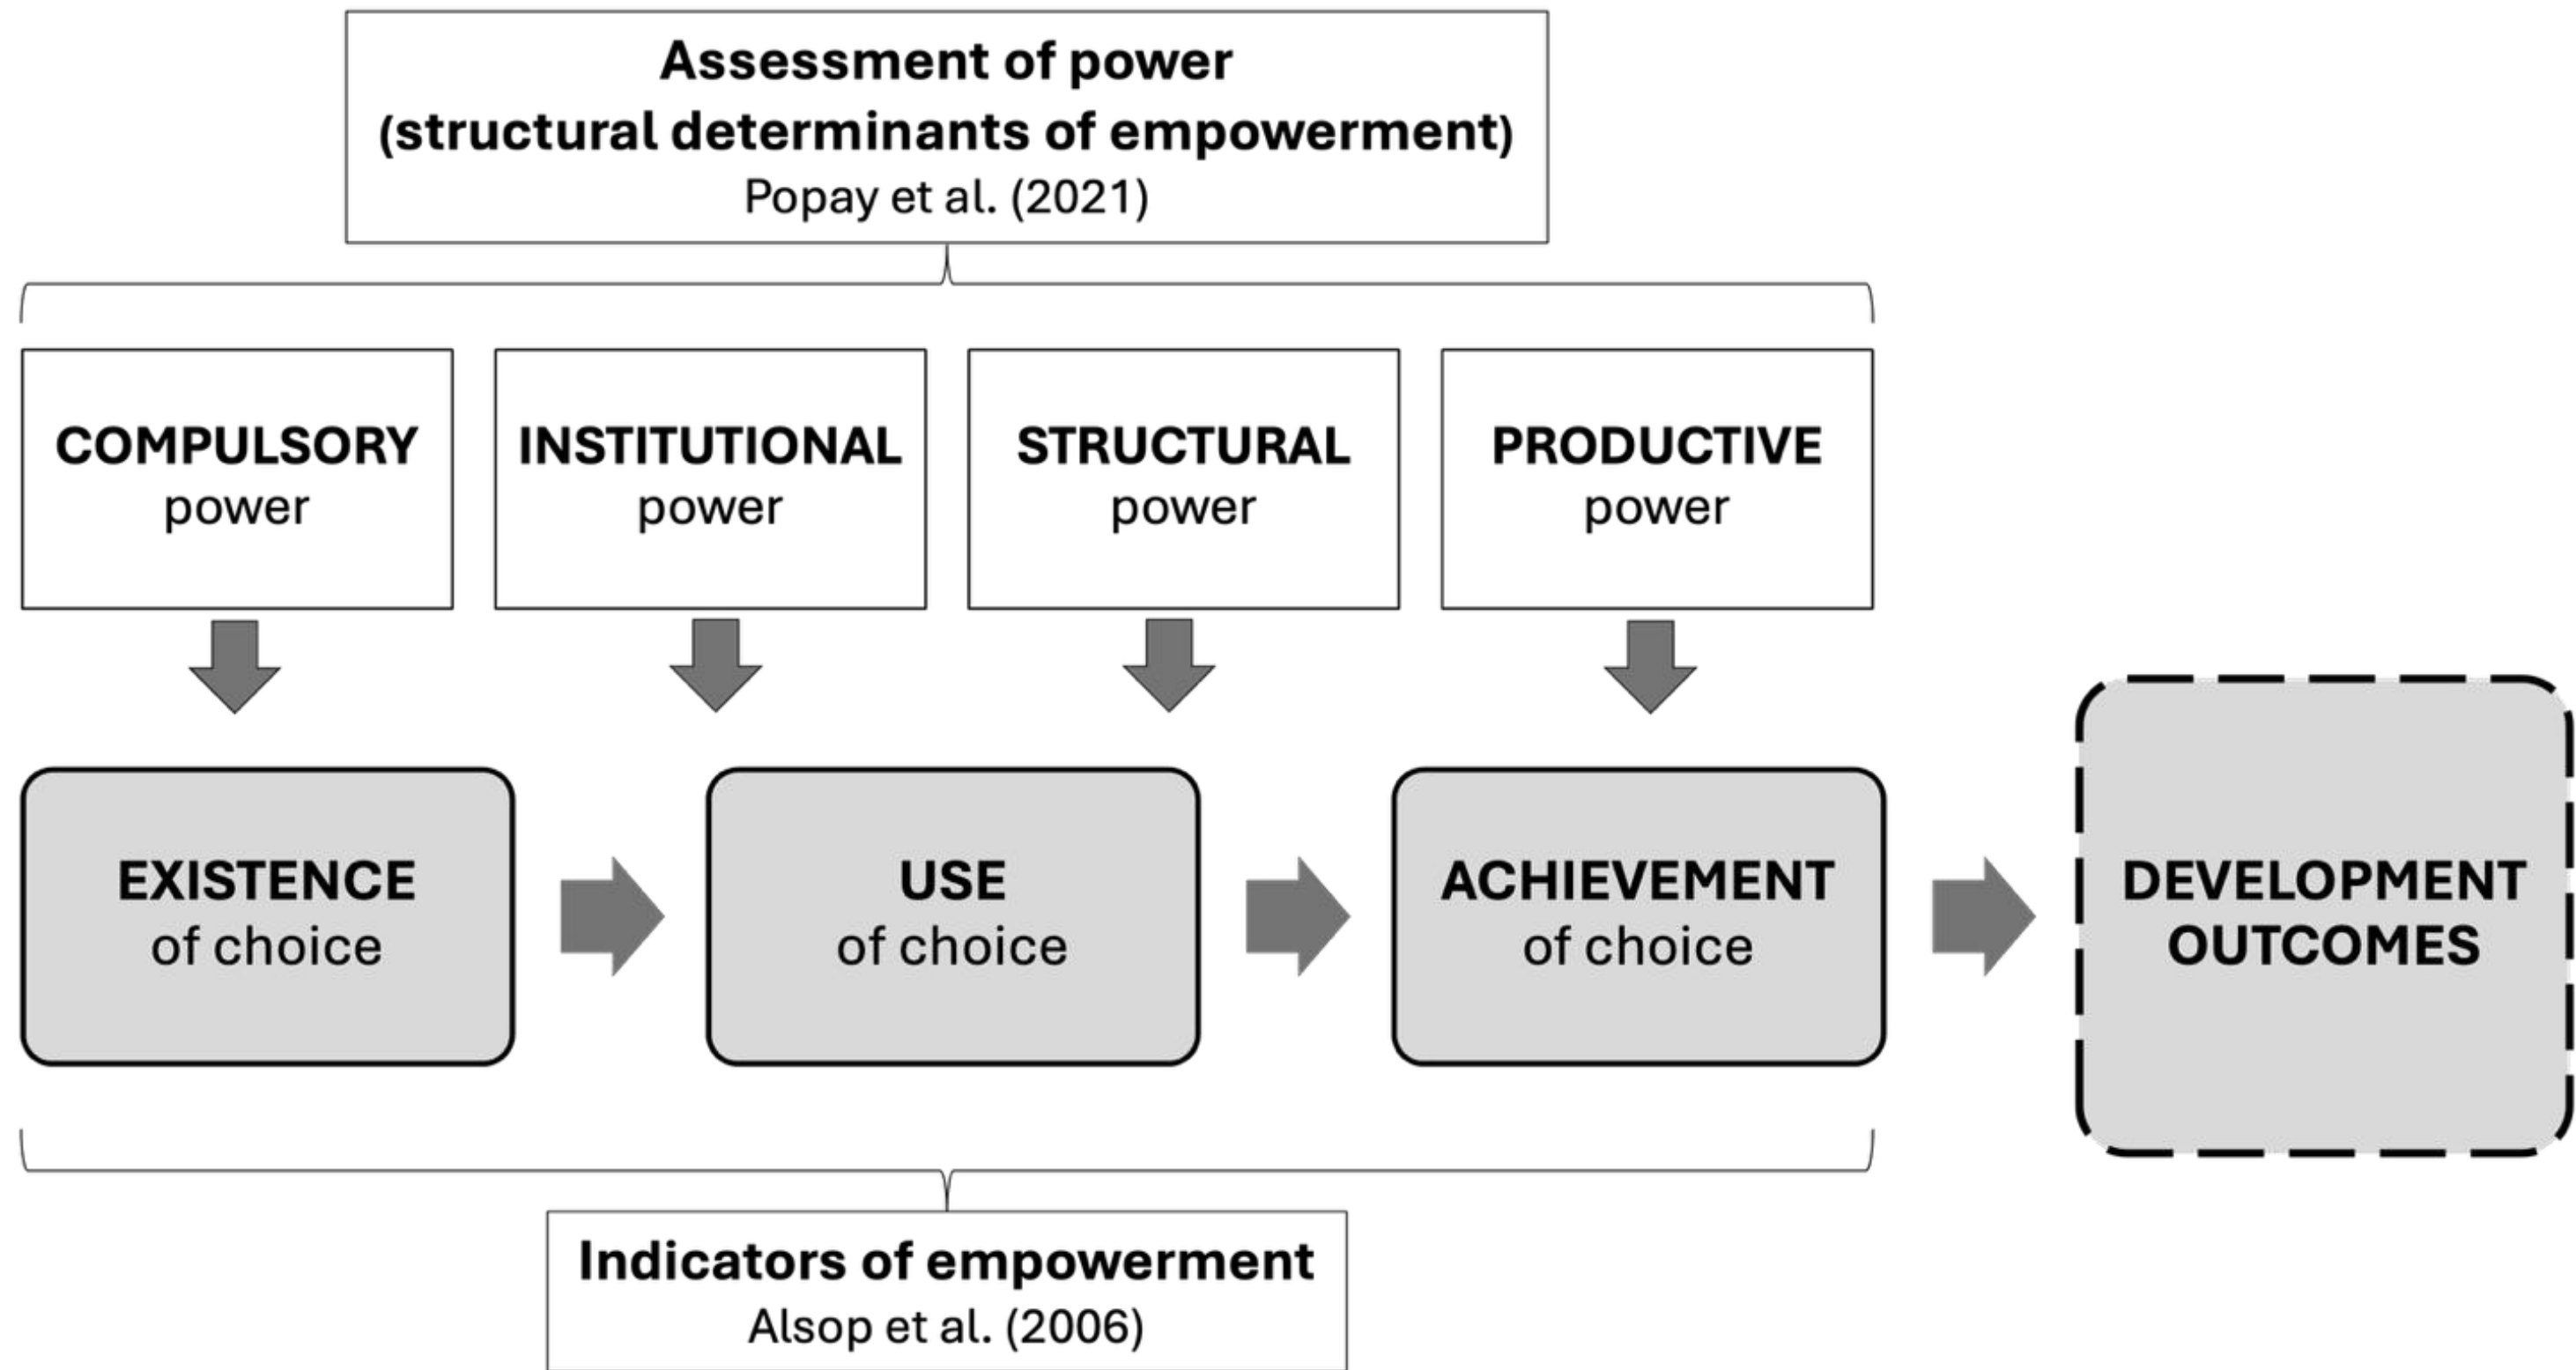 Assessment of power
(structural determinants of empowerment)
Popay et al. (2021)
COMPULSORY
power
INSTITUTIONAL
power
STRUCTURAL
power
PRODUCTIVE
power
EXISTENCE
of choice
USE
of choice
ACHIEVEMENT
of choice
DEVELOPMENT
OUTCOMES
Indicators of empowerment
Alsop et al. (2006)